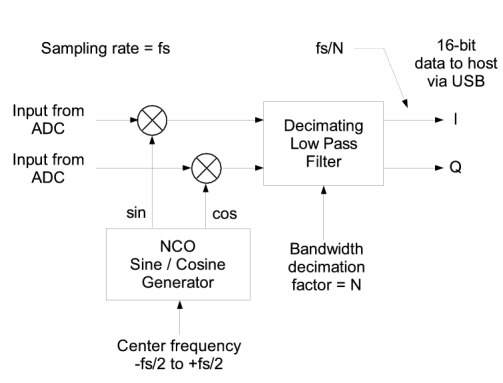 Sampling rate = fs
fs/N
16-bit
data to host
via USB
Input from
ADC
I
Decimating
Low Pass
Filter
Input from
ADC
Q
sin
cos
NCO
Sine / Cosine
Generator
Bandwidth
decimation
factor = N
Center frequency
-fs/2 to +fs/2